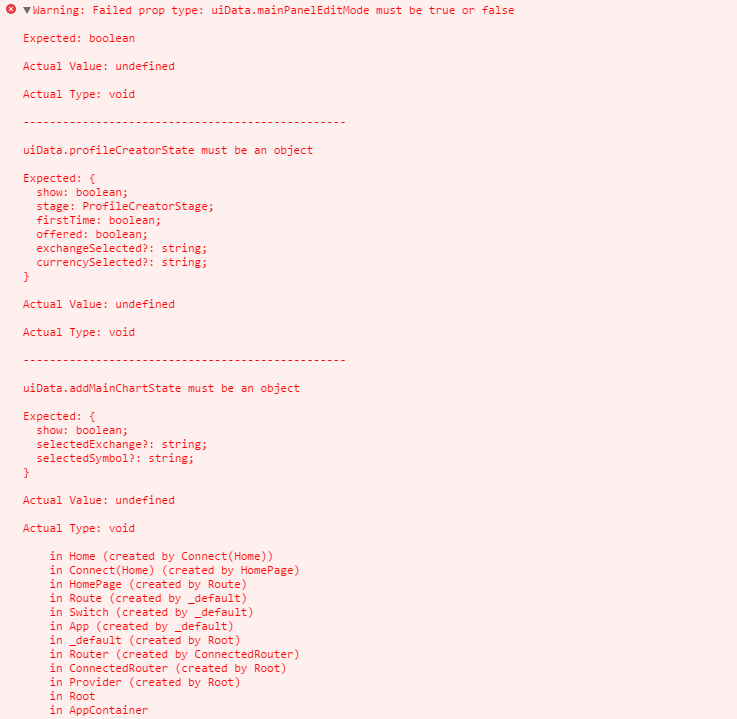 Warning: Failed prop type: uiData.mainPanelEditMode must be true or false
Expected: boolean
Actual Value: undefined
Actual Type: void
-------------------------------------------------
uiData.profileCreatorState must be an object
Expected: {
  show: boolean;
  stage: ProfileCreatorStage;
  firstTime: boolean;
  offered: boolean;
  exchangeSelected?: string;
  currencySelected?: string;
}
Actual Value: undefined
Actual Type: void
-------------------------------------------------
uiData.addMainChartState must be an object
Expected: {
  show: boolean;
  selectedExchange?: string;
  selectedSymbol?: string;
}
Actual Value: undefined
Actual Type: void
    in Home (created by Connect(Home))
    in Connect(Home) (created by HomePage)
    in HomePage (created by Route)
    in Route (created by _default)
    in Switch (created by _default)
    in App (created by _default)
    in _default (created by Root)
    in Router (created by ConnectedRouter)
    in ConnectedRouter (created by Root)
    in Provider (created by Root)
    in Root
    in AppContainer